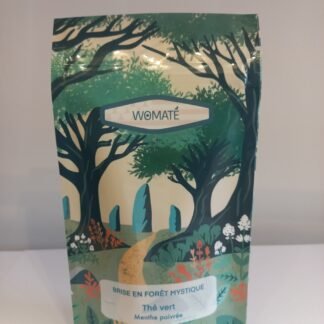 WOMATÉ
BRISE EN FORÊT MYSTIQUE
Thé vert
Menthe poivrée